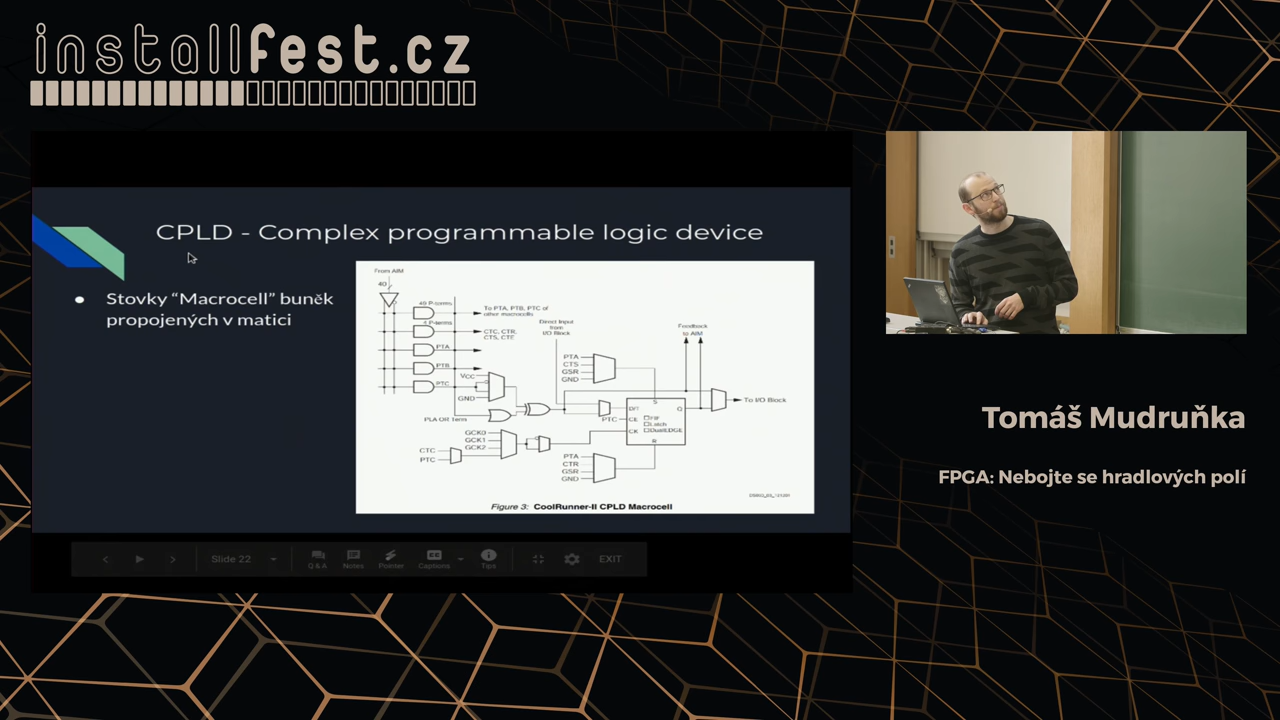 installfest.cz
CPLD - Complex programmable logic device
Stovky “Macrocell” buněk
propojených v matici
From AIM
40
49 P-terms
To PTA, PTB, PTC of
other macrocells
4 P-terms
CTC, CTR,
CTS, CTE
PTA
PTB
PTC
Direct Input
from
I/O Block
Feedback
to AIM
PTA
CTS
GSR
GND
VCC
GND
PLA OR Term
PTC
D/T
CE
CK
S
Q
R
FIF
Latch
DualEDGE
To I/O Block
GCK0
GCK1
GCK2
CTC
PTC
PTA
CTR
GSR
GND
Figure 3: CoolRunner-II CPLD Macrocell
Slide 22
Q & A
Notes
Pointer
Captions
Tips
EXIT
Tomáš Mudruňka
FPGA: Nebojte se hradlových polí